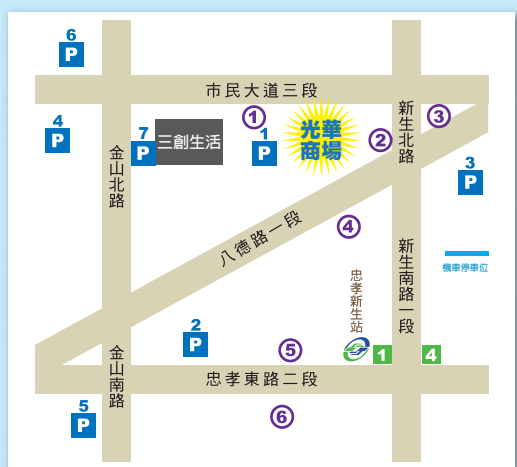 6
P
市民大道三段
4
P
7
P
三創生活
①
1
P
光華
商場
②
③
新生北路
金山北路
3
P
八德路一段
④
機車停車位
忠孝新生站
新生南路一段
2
P
⑤
1
4
金山南路
忠孝東路二段
5
P
⑥